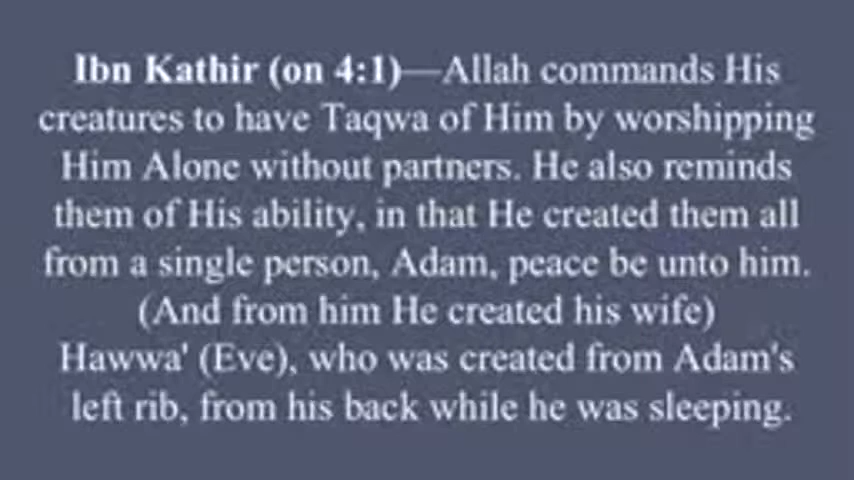 Ibn Kathir (on 4:1)—Allah commands His
creatures to have Taqwa of Him by worshipping
Him Alone without partners. He also reminds
them of His ability, in that He created them all
from a single person, Adam, peace be unto him.
(And from him He created his wife)
Hawwa' (Eve), who was created from Adam's
left rib, from his back while he was sleeping.